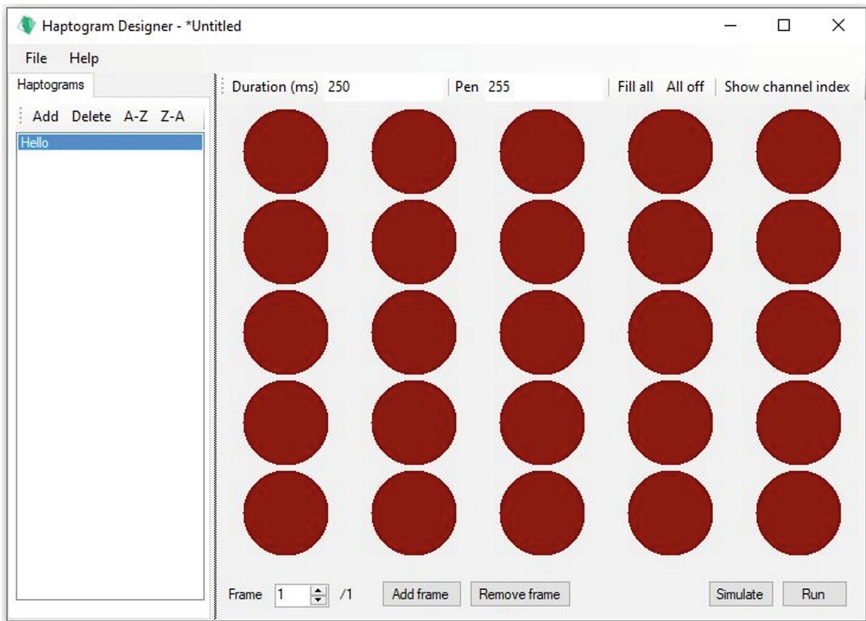 Haptogram Designer - *Untitled
File Help
Haptograms
Add Delete A-Z Z-A
Hello
Duration (ms) 250 Pen 255 Fill all All off Show channel index
Frame 1 /1 Add frame Remove frame Simulate Run